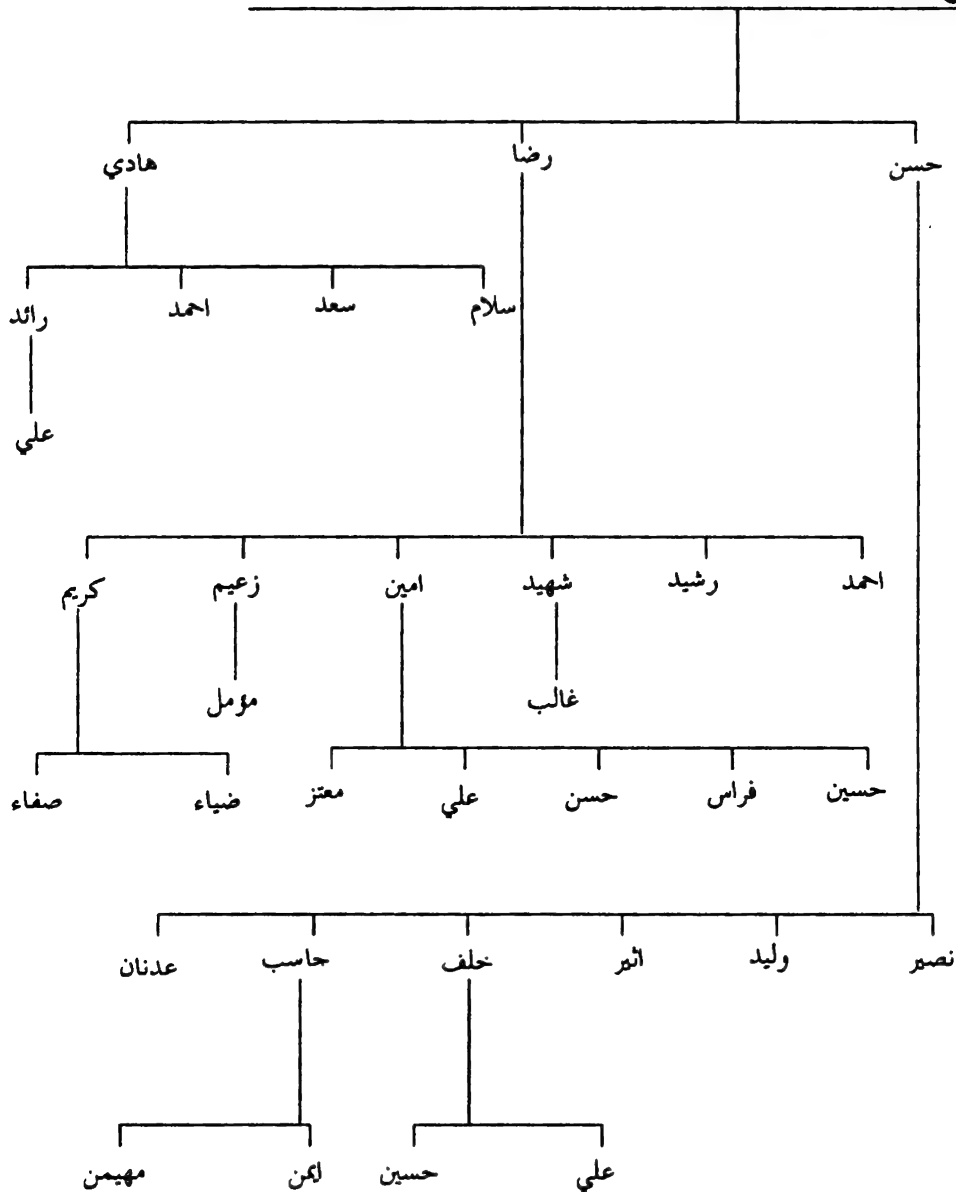 حسن رضا هادي
سلام سعد احمد رائد
علي
احمد رشيد شهيد امين زعيم كريم
غالب مؤمل
حسين فراس حسن علي معتز ضياء صفاء
نصير وليد اثير خلف حاسب عدنان
علي حسين ايمن مهيمن